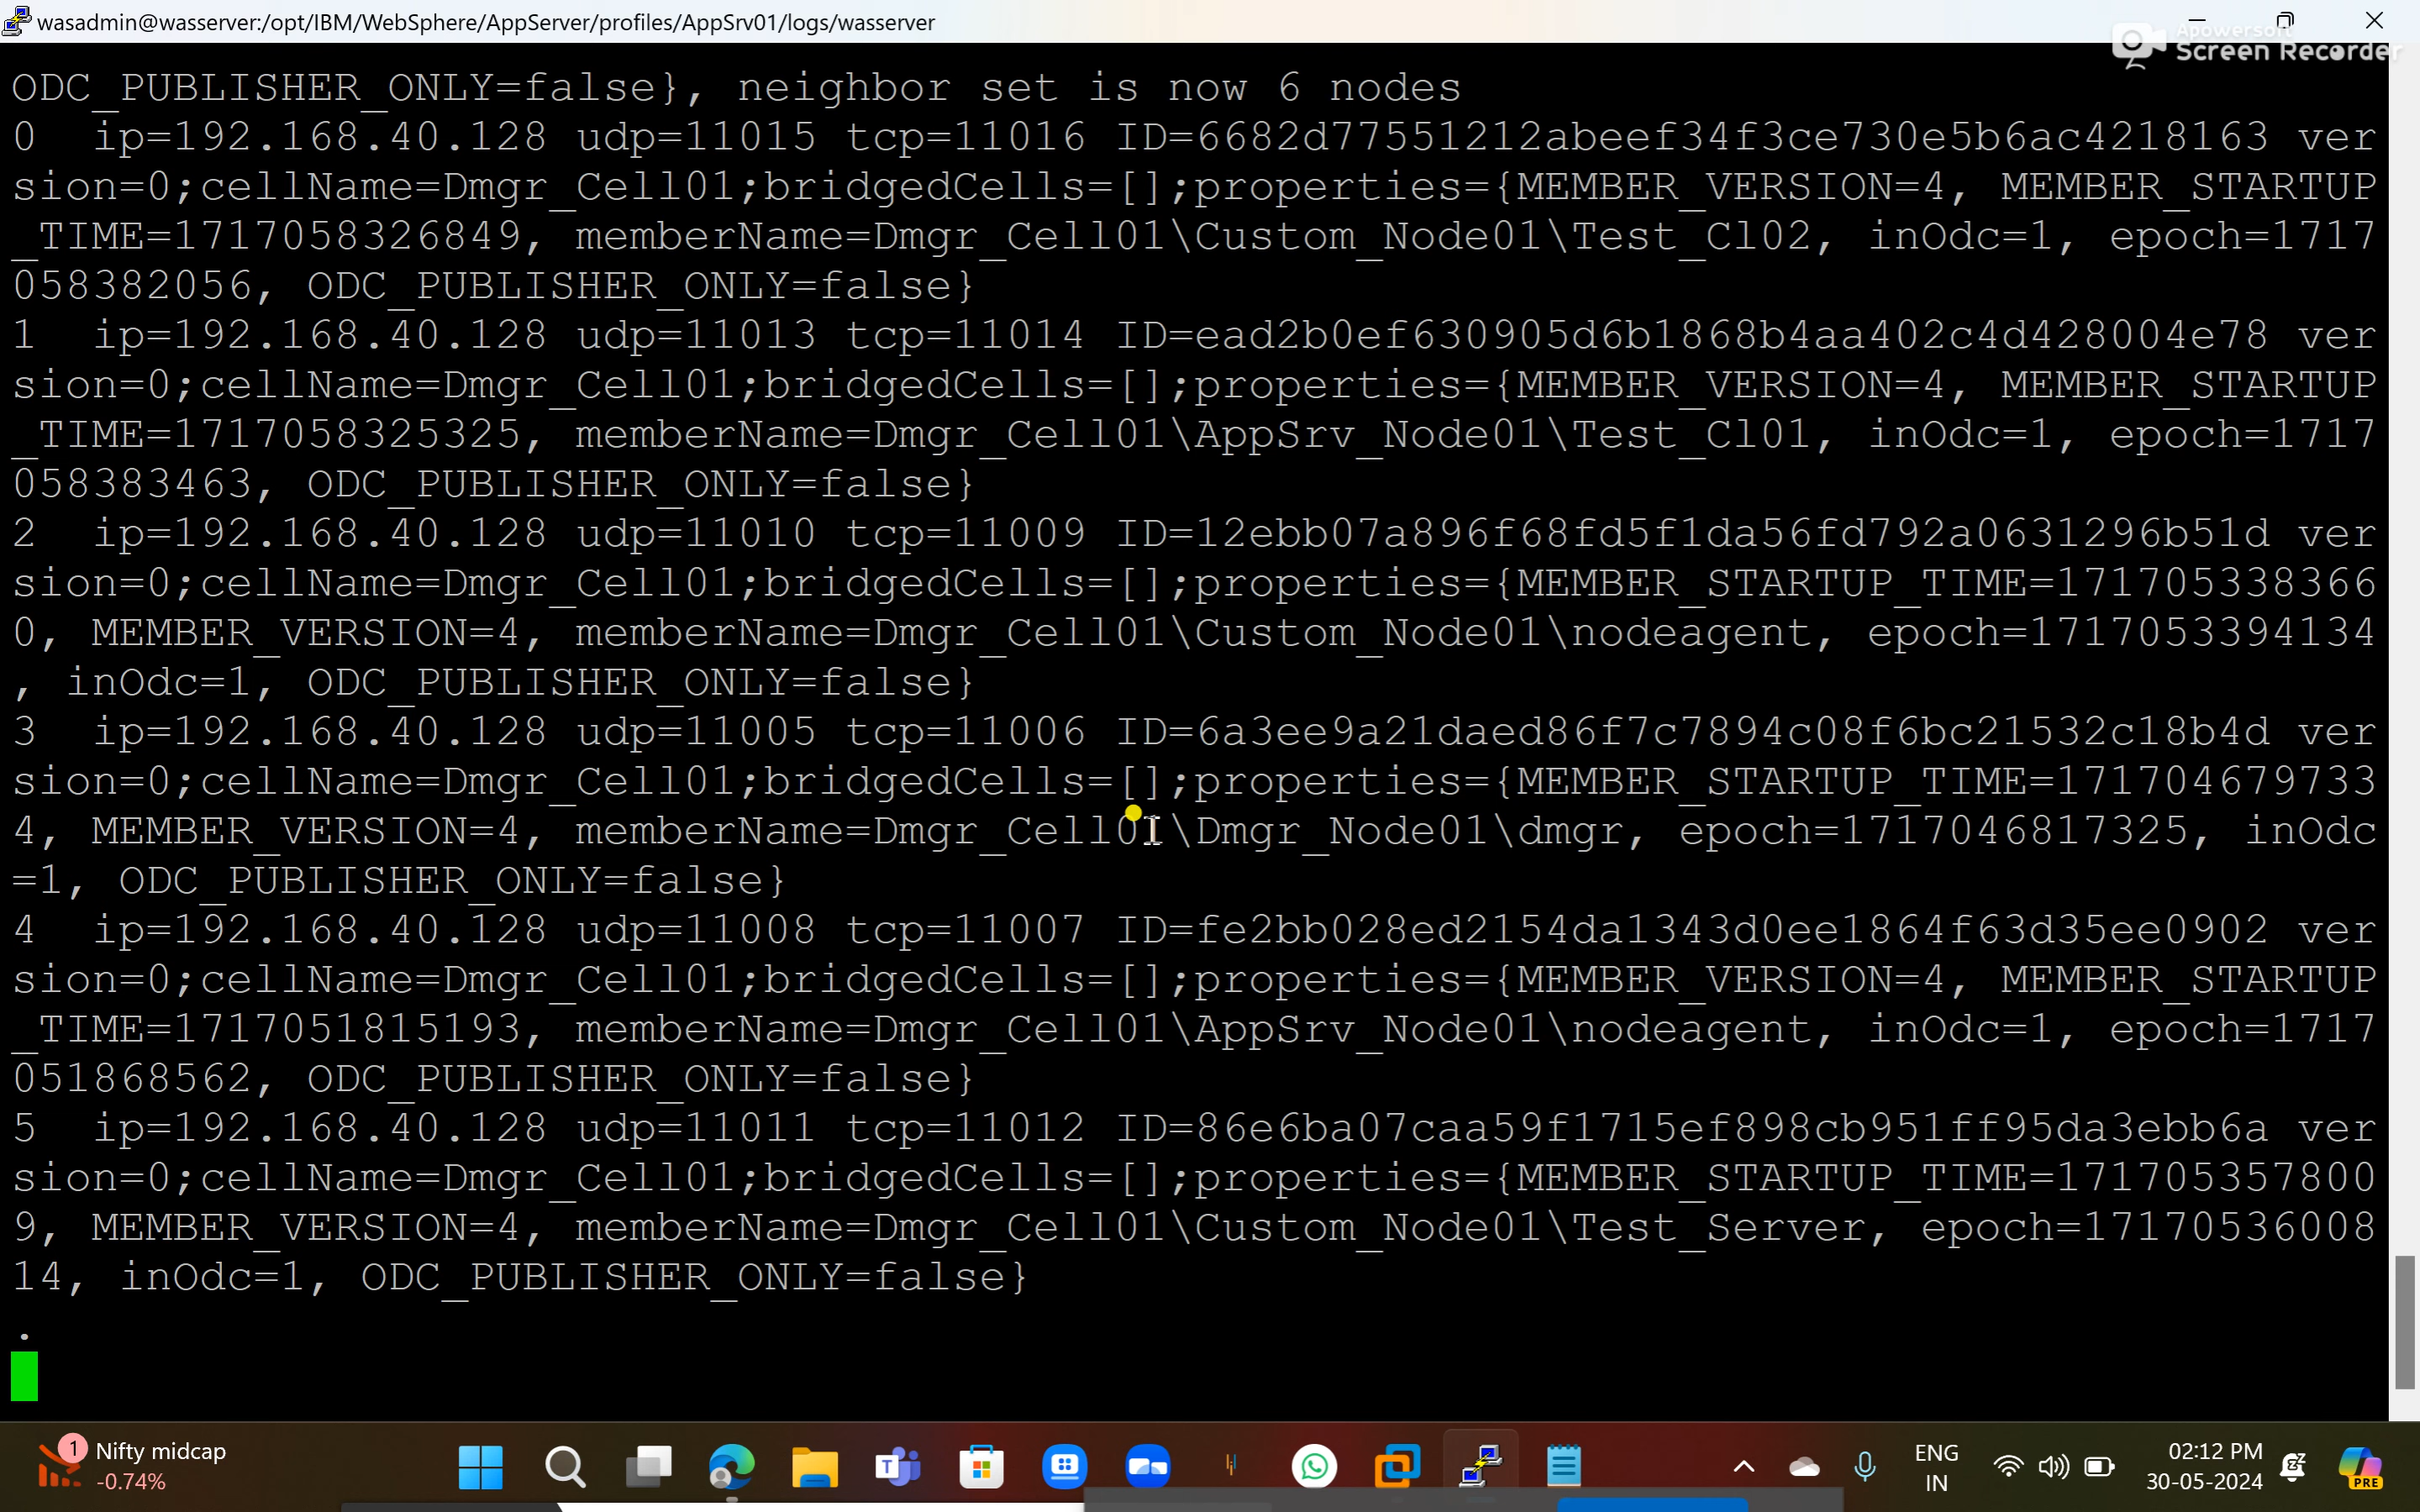 wasadmin@wasserver:/opt/IBM/WebSphere/AppServer/profiles/AppSrv01/logs/wasserver
Apowersoft
Screen Recorder
ODC_PUBLISHER_ONLY=false}, neighbor set is now 6 nodes
0  ip=192.168.40.128 udp=11015 tcp=11016 ID=6682d77551212abeef34f3ce730e5b6ac4218163 ver
sion=0;cellName=Dmgr_Cell01;bridgedCells=[];properties={MEMBER_VERSION=4, MEMBER_STARTUP
_TIME=1717058326849, memberName=Dmgr_Cell01\Custom_Node01\Test_Cl02, inOdc=1, epoch=1717
058382056, ODC_PUBLISHER_ONLY=false}
1  ip=192.168.40.128 udp=11013 tcp=11014 ID=ead2b0ef630905d6b1868b4aa402c4d428004e78 ver
sion=0;cellName=Dmgr_Cell01;bridgedCells=[];properties={MEMBER_VERSION=4, MEMBER_STARTUP
_TIME=1717058325325, memberName=Dmgr_Cell01\AppSrv_Node01\Test_Cl01, inOdc=1, epoch=1717
058383463, ODC_PUBLISHER_ONLY=false}
2  ip=192.168.40.128 udp=11010 tcp=11009 ID=12ebb07a896f68fd5f1da56fd792a0631296b51d ver
sion=0;cellName=Dmgr_Cell01;bridgedCells=[];properties={MEMBER_STARTUP_TIME=171705338366
0, MEMBER_VERSION=4, memberName=Dmgr_Cell01\Custom_Node01\nodeagent, epoch=1717053394134
, inOdc=1, ODC_PUBLISHER_ONLY=false}
3  ip=192.168.40.128 udp=11005 tcp=11006 ID=6a3ee9a21daed86f7c7894c08f6bc21532c18b4d ver
sion=0;cellName=Dmgr_Cell01;bridgedCells=[];properties={MEMBER_STARTUP_TIME=171704679733
4, MEMBER_VERSION=4, memberName=Dmgr_Cell01\Dmgr_Node01\dmgr, epoch=1717046817325, inOdc
=1, ODC_PUBLISHER_ONLY=false}
4  ip=192.168.40.128 udp=11008 tcp=11007 ID=fe2bb028ed2154da1343d0ee1864f63d35ee0902 ver
sion=0;cellName=Dmgr_Cell01;bridgedCells=[];properties={MEMBER_VERSION=4, MEMBER_STARTUP
_TIME=1717051815193, memberName=Dmgr_Cell01\AppSrv_Node01\nodeagent, inOdc=1, epoch=1717
051868562, ODC_PUBLISHER_ONLY=false}
5  ip=192.168.40.128 udp=11011 tcp=11012 ID=86e6ba07caa59f1715ef898cb951ff95da3ebb6a ver
sion=0;cellName=Dmgr_Cell01;bridgedCells=[];properties={MEMBER_STARTUP_TIME=171705357800
9, MEMBER_VERSION=4, memberName=Dmgr_Cell01\Custom_Node01\Test_Server, epoch=17170536008
14, inOdc=1, ODC_PUBLISHER_ONLY=false}
.
1
Nifty midcap
-0.74%
T
ENG
IN
02:12 PM
30-05-2024
PRE